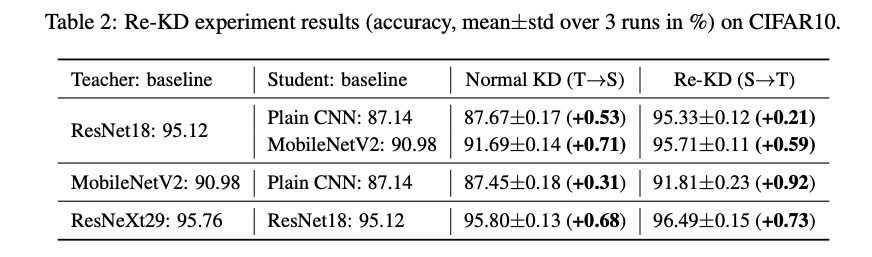 Table 2: Re-KD experiment results (accuracy, mean±std over 3 runs in %) on CIFAR10.
Teacher: baseline Student: baseline Normal KD (T→S) Re-KD (S→T)
ResNet18: 95.12
Plain CNN: 87.14 87.67±0.17 (+0.53) 95.33±0.12 (+0.21)
MobileNetV2: 90.98 91.69±0.14 (+0.71) 95.71±0.11 (+0.59)
MobileNetV2: 90.98 Plain CNN: 87.14 87.45±0.18 (+0.31) 91.81±0.23 (+0.92)
ResNeXt29: 95.76 ResNet18: 95.12 95.80±0.13 (+0.68) 96.49±0.15 (+0.73)